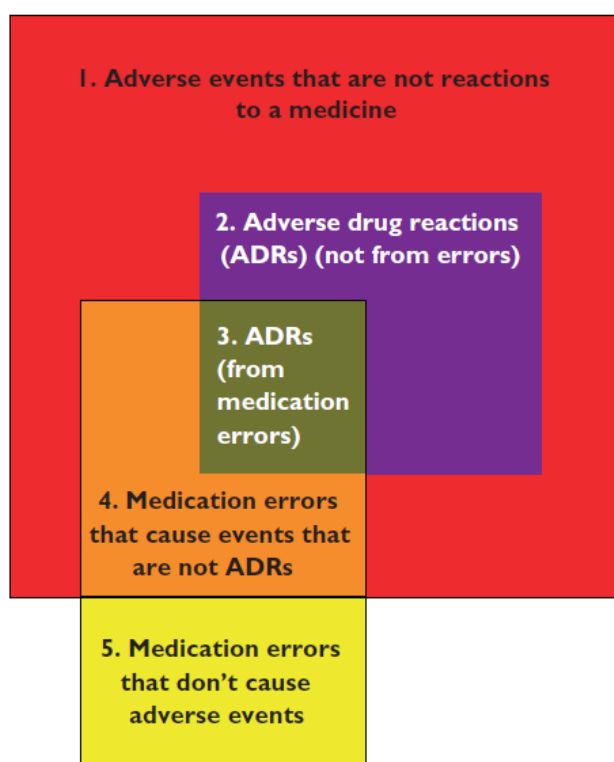 1. Adverse events that are not reactions
to a medicine
2. Adverse drug reactions
(ADRs) (not from errors)
3. ADRs
(from
medication
errors)
4. Medication errors
that cause events that
are not ADRs
5. Medication errors
that don't cause
adverse events